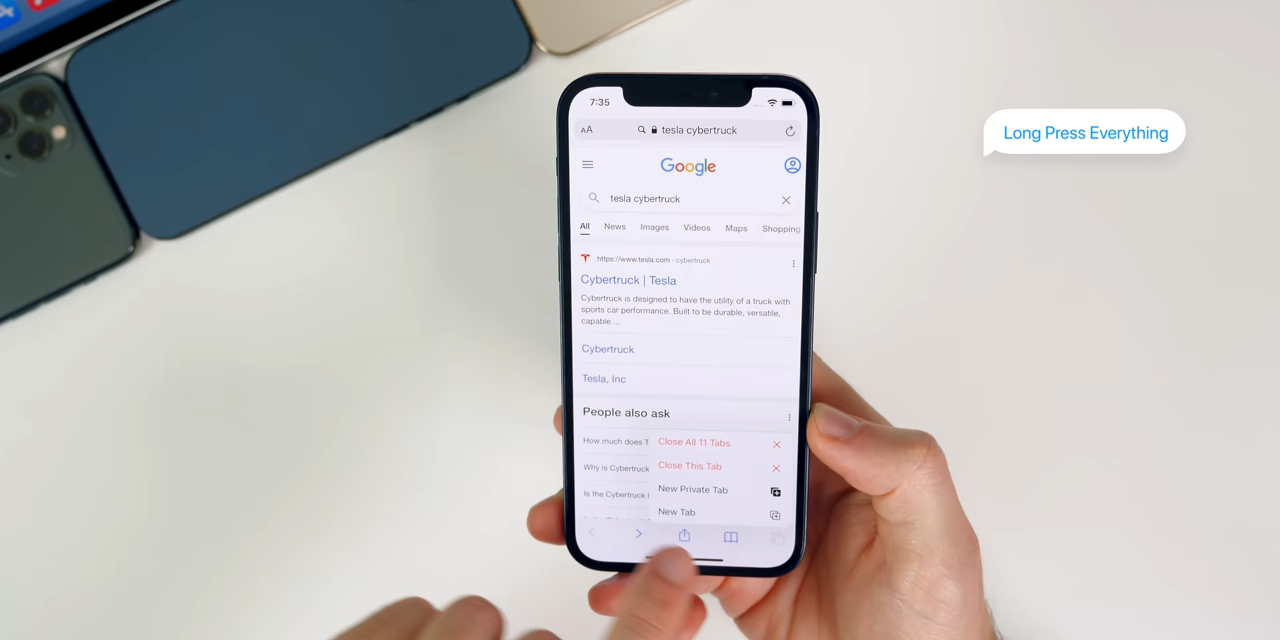 7:35
AA
tesla cybertruck
Google
tesla cybertruck
All News Images Videos Maps Shopping
https://www.tesla.com › cybertruck
Cybertruck | Tesla
Cybertruck is designed to have the utility of a truck with
sports car performance. Built to be durable, versatile,
capable ...
Cybertruck
Tesla, Inc
People also ask
How much does T
Why is Cybertruck
Is the Cybertruck
Close All 11 Tabs
Close This Tab
New Private Tab
New Tab
Long Press Everything